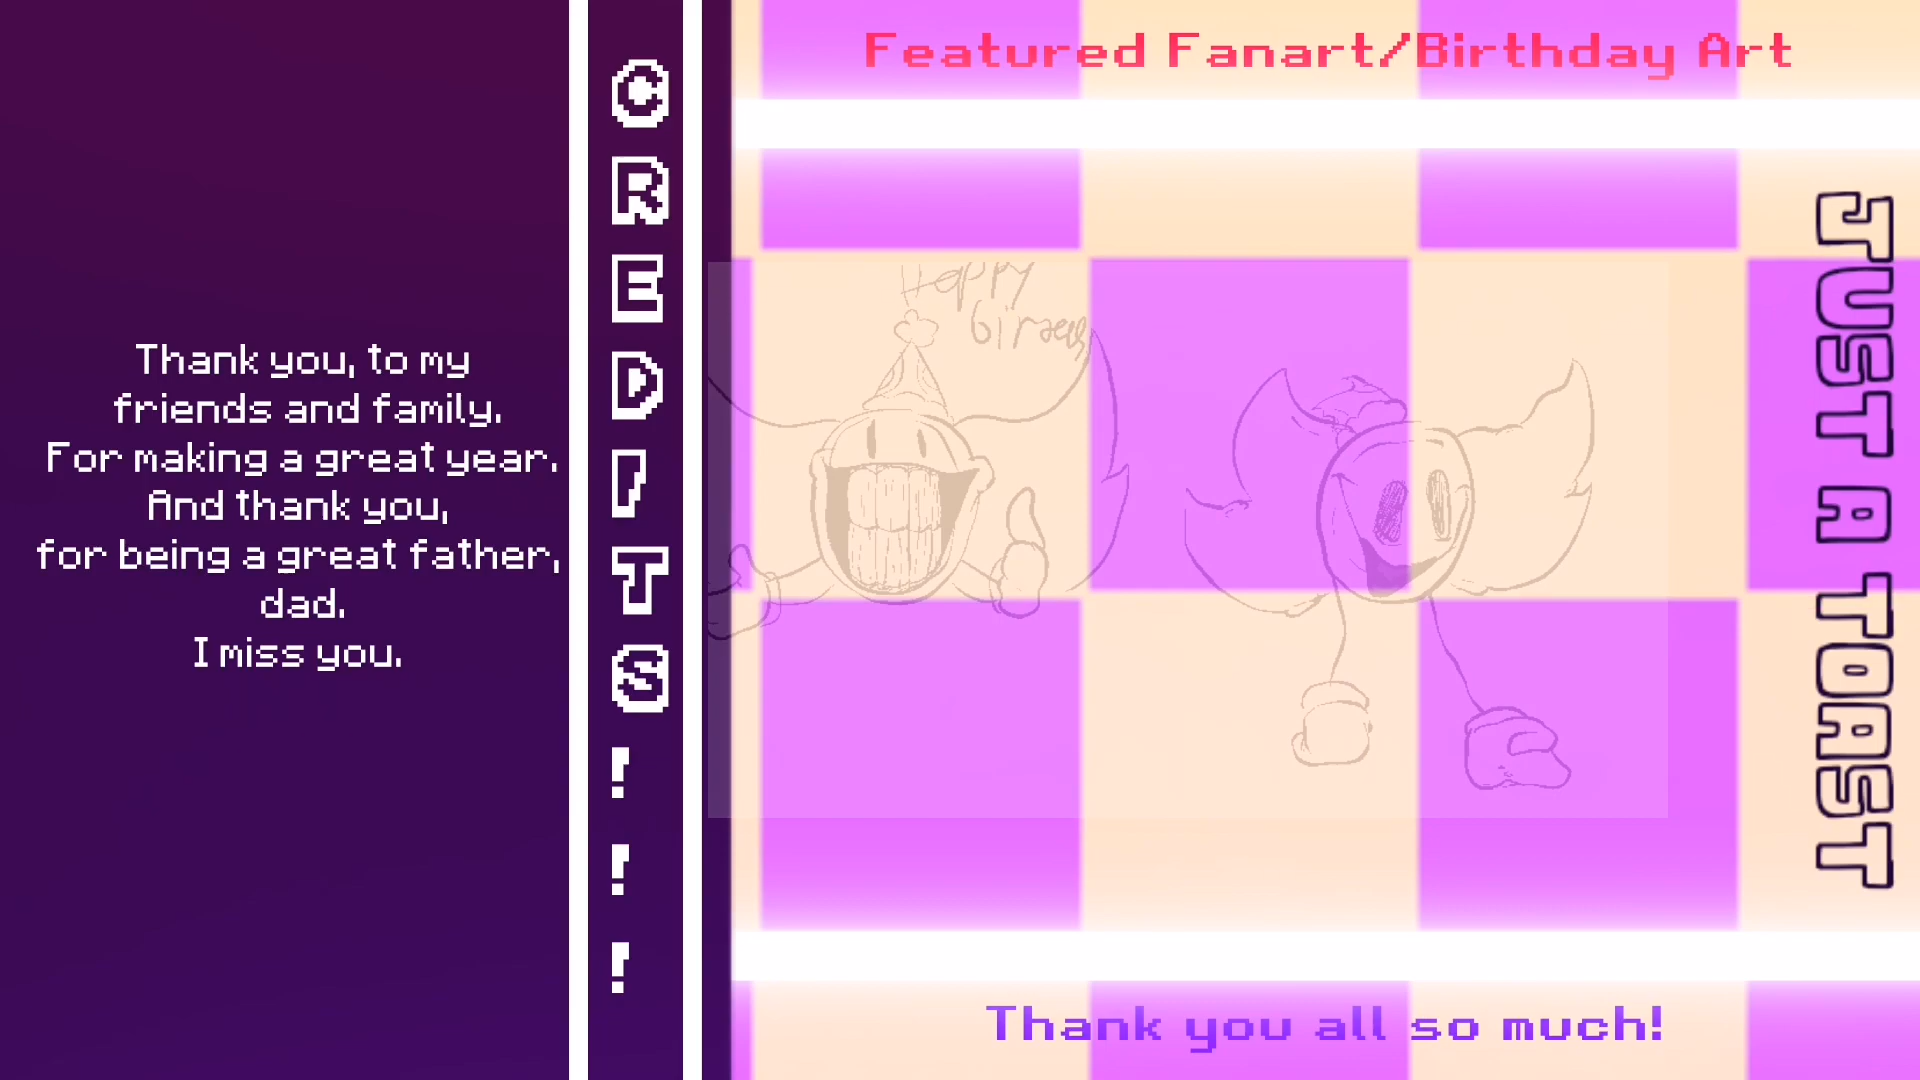 Thank you, to my
friends and family.
For making a great year.
And thank you,
for being a great father,
dad.
I miss you.
CREDITS!!!
Featured Fanart/Birthday Art
Happy
JUST A TOAST
Thank you all so much!